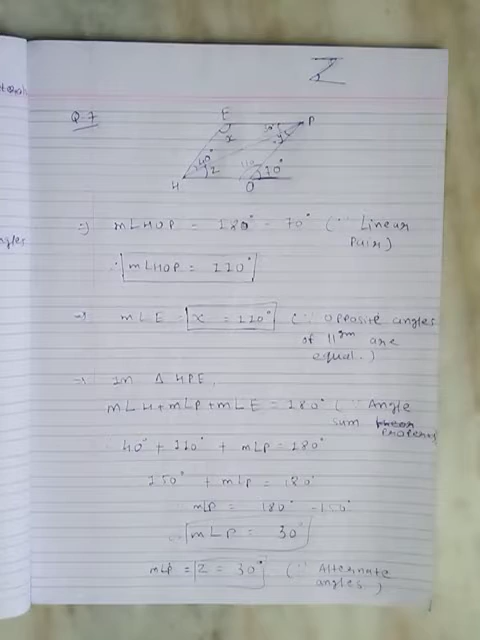 Z
Q-7
E
P
x
30°
y
40°
z
110
70°
H
O
⇒ m∠HOP = 180° - 70° (∵ Linear
Pair)
∴ m∠HOP = 110°
⇒ m∠E = x = 110° (∵ opposite angles
of ||gm are
equal.)
⇒ In △ HPE,
m∠H + m∠P + m∠E = 180° (∵ Angle
sum
property)
40° + 110° + m∠P = 180°
150° + m∠P = 180°
m∠P = 180° - 150°
∴ m∠P = 30°
m∠P = z = 30° (∵ Alternate
angles)